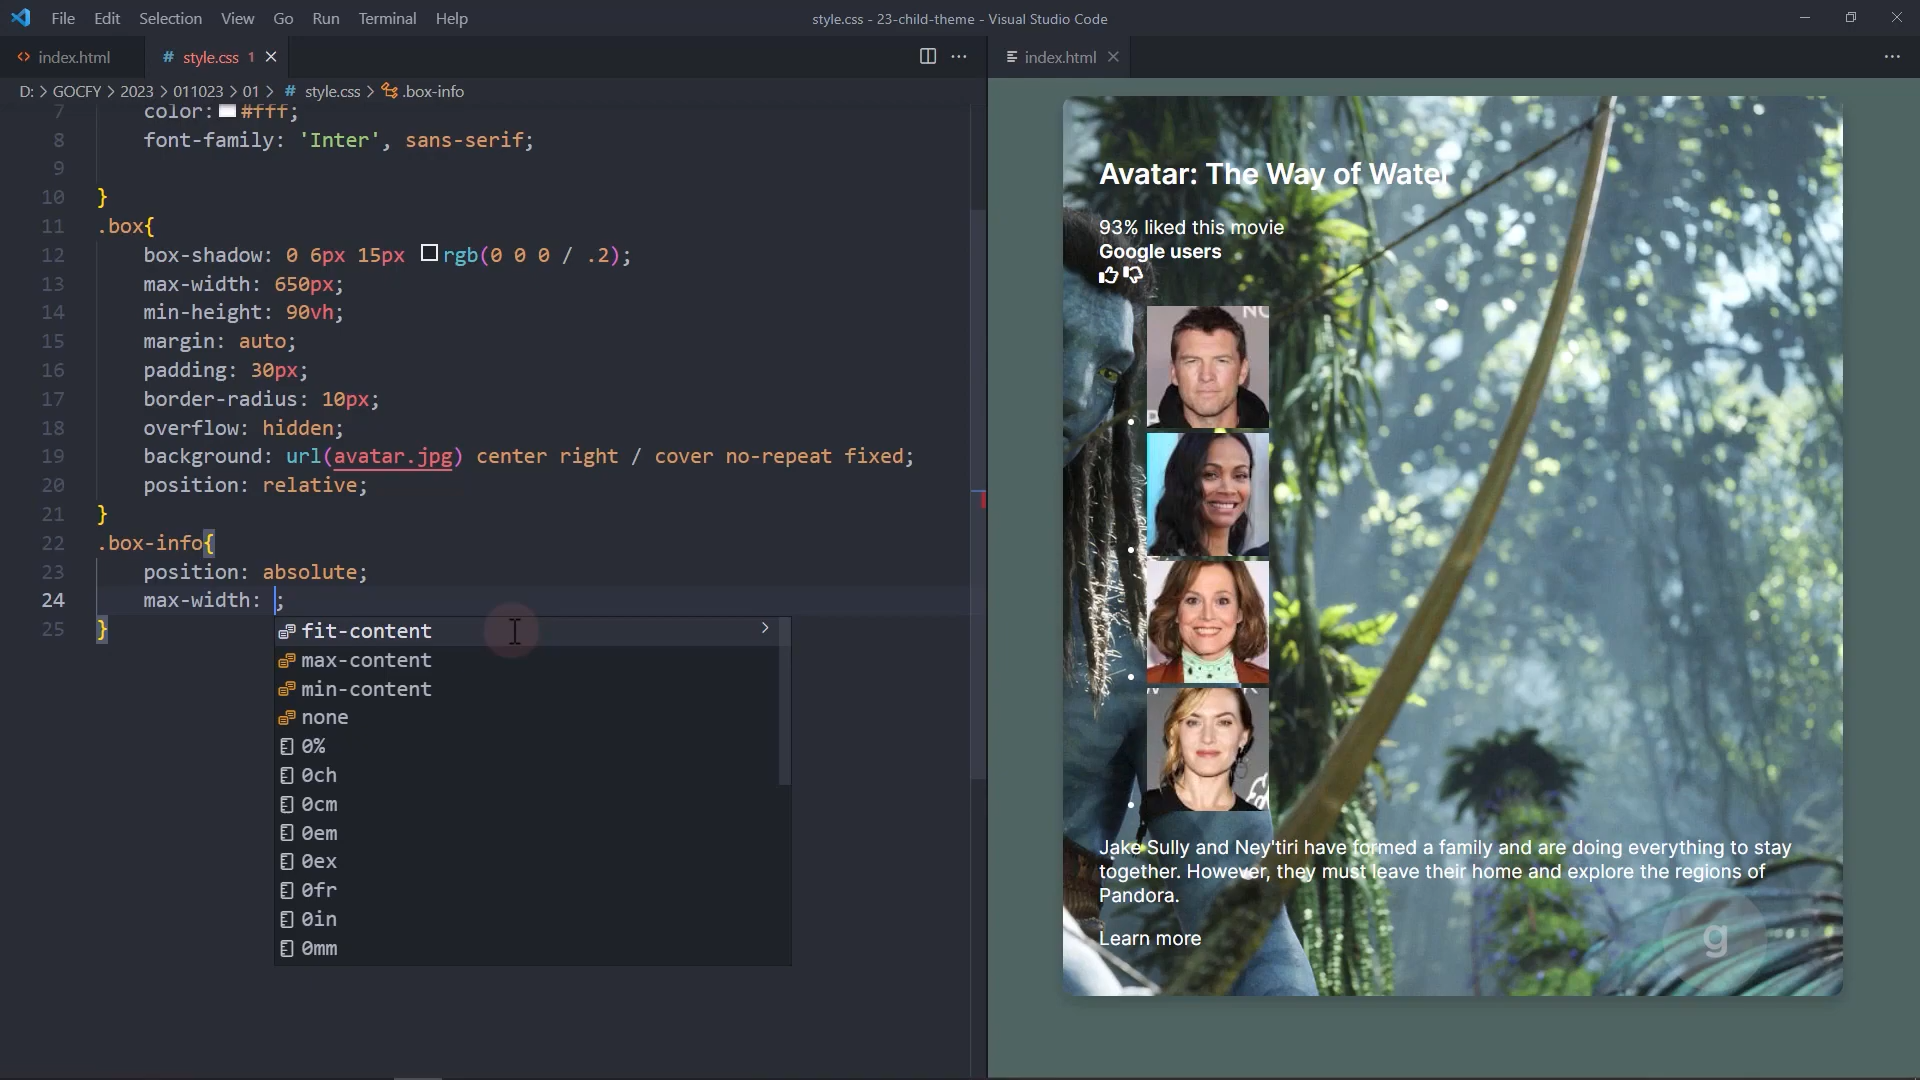 File Edit Selection View Go Run Terminal Help
style.css - 23-child-theme - Visual Studio Code
index.html
# style.css 1
index.html
D: > GOCFY > 2023 > 011023 > 01 > # style.css > .box-info
7 color: #fff;
8 font-family: 'Inter', sans-serif;
9
10 }
11 .box{
12 box-shadow: 0 6px 15px rgb(0 0 0 / .2);
13 max-width: 650px;
14 min-height: 90vh;
15 margin: auto;
16 padding: 30px;
17 border-radius: 10px;
18 overflow: hidden;
19 background: url(avatar.jpg) center right / cover no-repeat fixed;
20 position: relative;
21 }
22 .box-info{
23 position: absolute;
24 max-width: ;
25 }
fit-content
max-content
min-content
none
0%
0ch
0cm
0em
0ex
0fr
0in
0mm
Avatar: The Way of Water
93% liked this movie
Google users
Jake Sully and Ney'tiri have formed a family and are doing everything to stay
together. However, they must leave their home and explore the regions of
Pandora.
Learn more
g